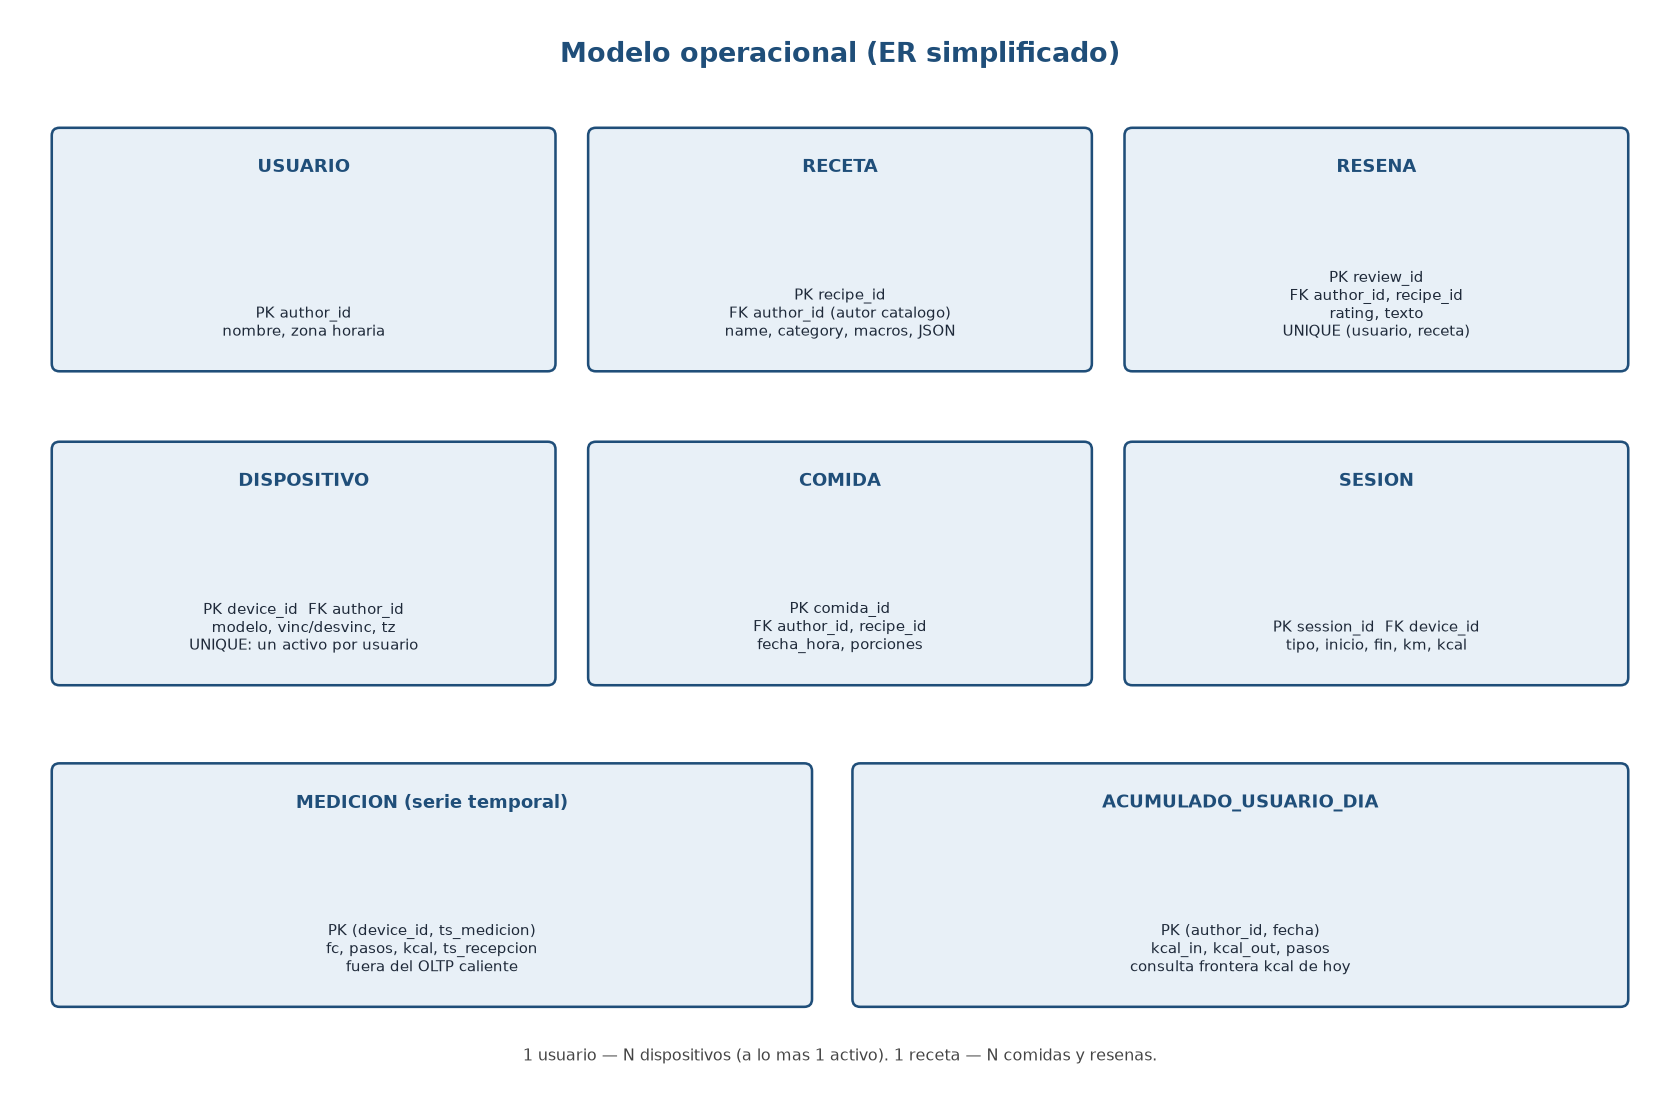 Modelo operacional (ER simplificado)
USUARIO
PK author_id
nombre, zona horaria
RECETA
PK recipe_id
FK author_id (autor catalogo)
name, category, macros, JSON
RESENA
PK review_id
FK author_id, recipe_id
rating, texto
UNIQUE (usuario, receta)
DISPOSITIVO
PK device_id  FK author_id
modelo, vinc/desvinc, tz
UNIQUE: un activo por usuario
COMIDA
PK comida_id
FK author_id, recipe_id
fecha_hora, porciones
SESION
PK session_id  FK device_id
tipo, inicio, fin, km, kcal
MEDICION (serie temporal)
PK (device_id, ts_medicion)
fc, pasos, kcal, ts_recepcion
fuera del OLTP caliente
ACUMULADO_USUARIO_DIA
PK (author_id, fecha)
kcal_in, kcal_out, pasos
consulta frontera kcal de hoy
1 usuario — N dispositivos (a lo mas 1 activo). 1 receta — N comidas y resenas.